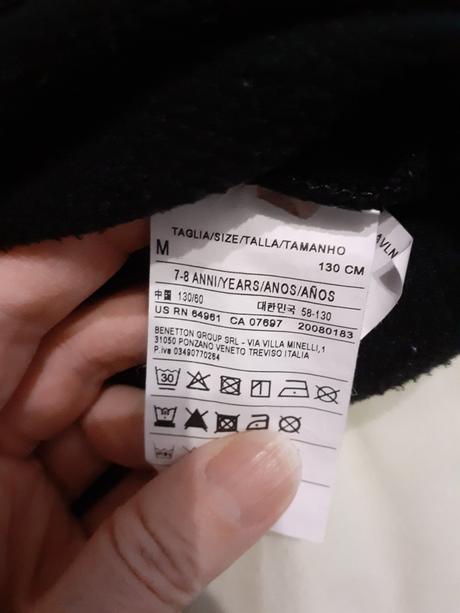 TAGLIA/SIZE/TALLA/TAMANHO
M
130 CM
7-8 ANNI/YEARS/ANOS/AÑOS
中国 130/60 대한민국 58-130
US RN 64961 CA 07697 20080183
BENETTON GROUP SRL - VIA VILLA MINELLI,1
31050 PONZANO VENETO TREVISO ITALIA
P.iva 03490770264
30